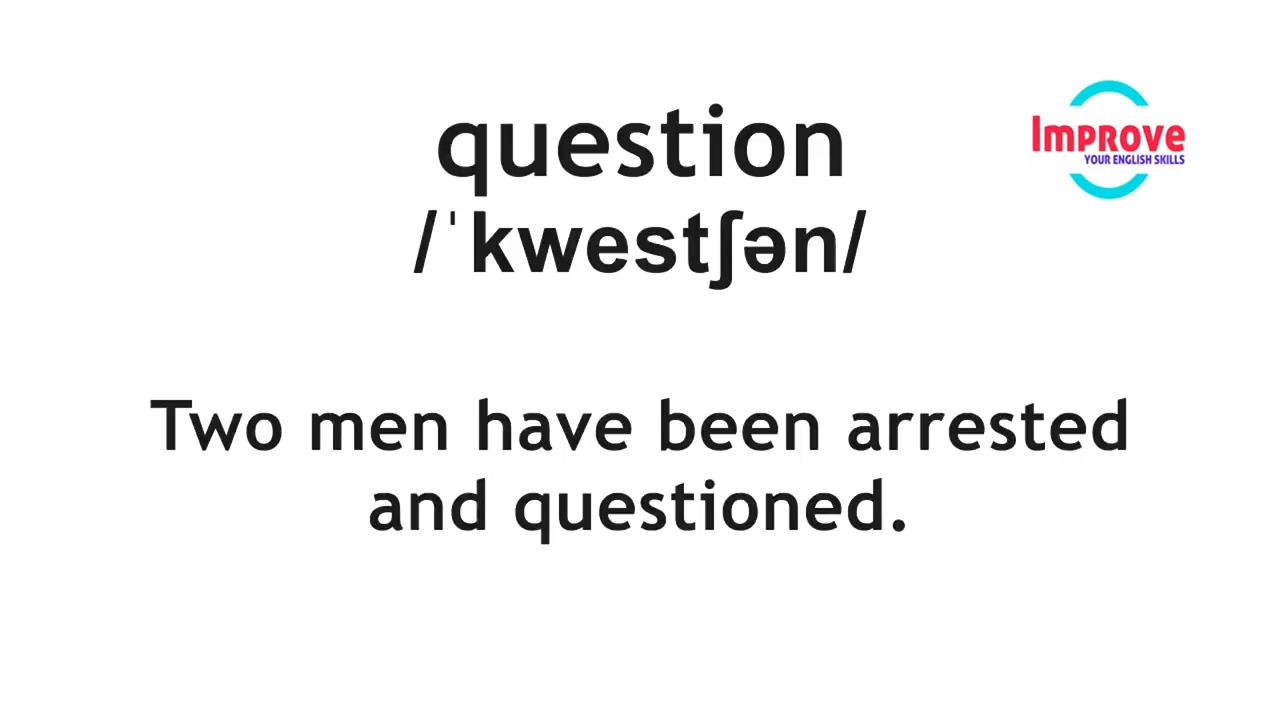 question
/ˈkwestʃən/
Improve
YOUR ENGLISH SKILLS
Two men have been arrested
and questioned.